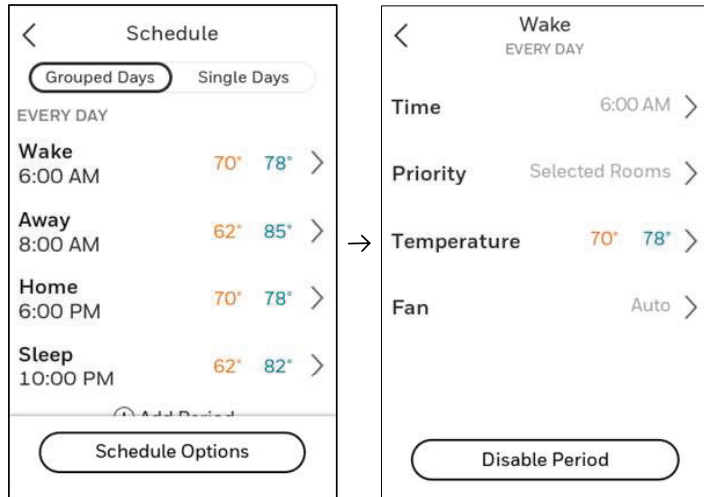 Schedule
Grouped Days Single Days
EVERY DAY
Wake
6:00 AM 70° 78°
Away
8:00 AM 62° 85°
Home
6:00 PM 70° 78°
Sleep
10:00 PM 62° 82°
Add Period
Schedule Options
Wake
EVERY DAY
Time 6:00 AM
Priority Selected Rooms
Temperature 70° 78°
Fan Auto
Disable Period